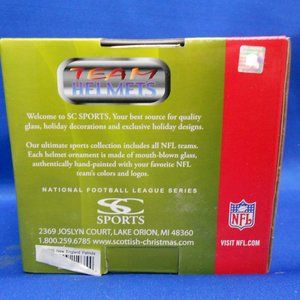 TEAM
HELMETS
Welcome to SC SPORTS, Your best source for quality
glass, holiday decorations and exclusive holiday designs.
Our ultimate sports collection includes all NFL teams.
Each helmet ornament is made of mouth-blown glass,
authentically hand-painted with your favorite NFL
team's colors and logos.
NATIONAL FOOTBALL LEAGUE SERIES
SC
SPORTS
2369 JOSLYN COURT, LAKE ORION, MI 48360
1.800.259.6785 www.scottish-christmas.com
NFL
VISIT NFL.COM
New England Patriots